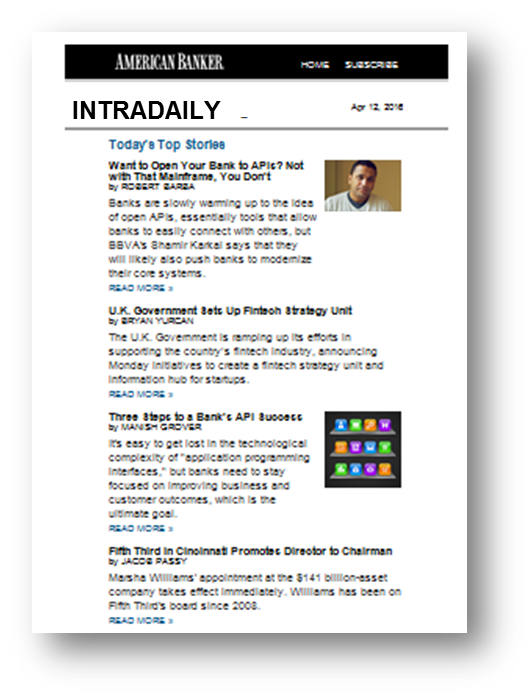 AMERICAN BANKER
HOME SUBSCRIBE
INTRADAILY _
Apr 12, 2016
Today's Top Stories
Want to Open Your Bank to APIs? Not
with That Mainframe, You Don't
by ROBERT BARBA
Banks are slowly warming up to the idea
of open APIs, essentially tools that allow
banks to easily connect with others, but
BBVA's Shamir Karkal says that they
will likely also push banks to modernize
their core systems.
READ MORE »
U.K. Government Sets Up Fintech Strategy Unit
by BRYAN YURCAN
The U.K. Government is ramping up its efforts in
supporting the country's fintech industry, announcing
Monday initiatives to create a fintech strategy unit and
information hub for startups.
READ MORE »
Three Steps to a Bank's API Success
by MANISH GROVER
It's easy to get lost in the technological
complexity of "application programming
interfaces," but banks need to stay
focused on improving business and
customer outcomes, which is the
ultimate goal.
READ MORE »
Fifth Third in Cincinnati Promotes Director to Chairman
by JACOB PASSY
Marsha Williams' appointment at the $141 billion-asset
company takes effect immediately. Williams has been on
Fifth Third's board since 2008.
READ MORE »